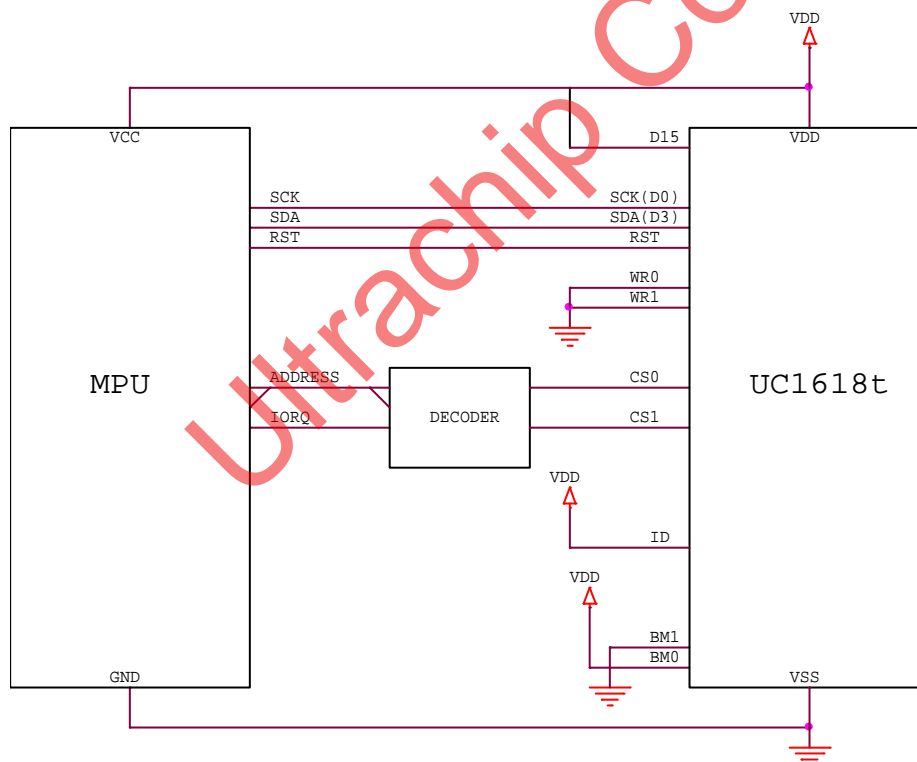 VDD
VCC
D15
VDD
SCK
SCK(D0)
SDA
SDA(D3)
RST
RST
WR0
WR1
MPU
ADDRESS
CS0
UC1618t
IORQ
DECODER
CS1
VDD
ID
VDD
BM1
BM0
GND
VSS
Ultrachip Co